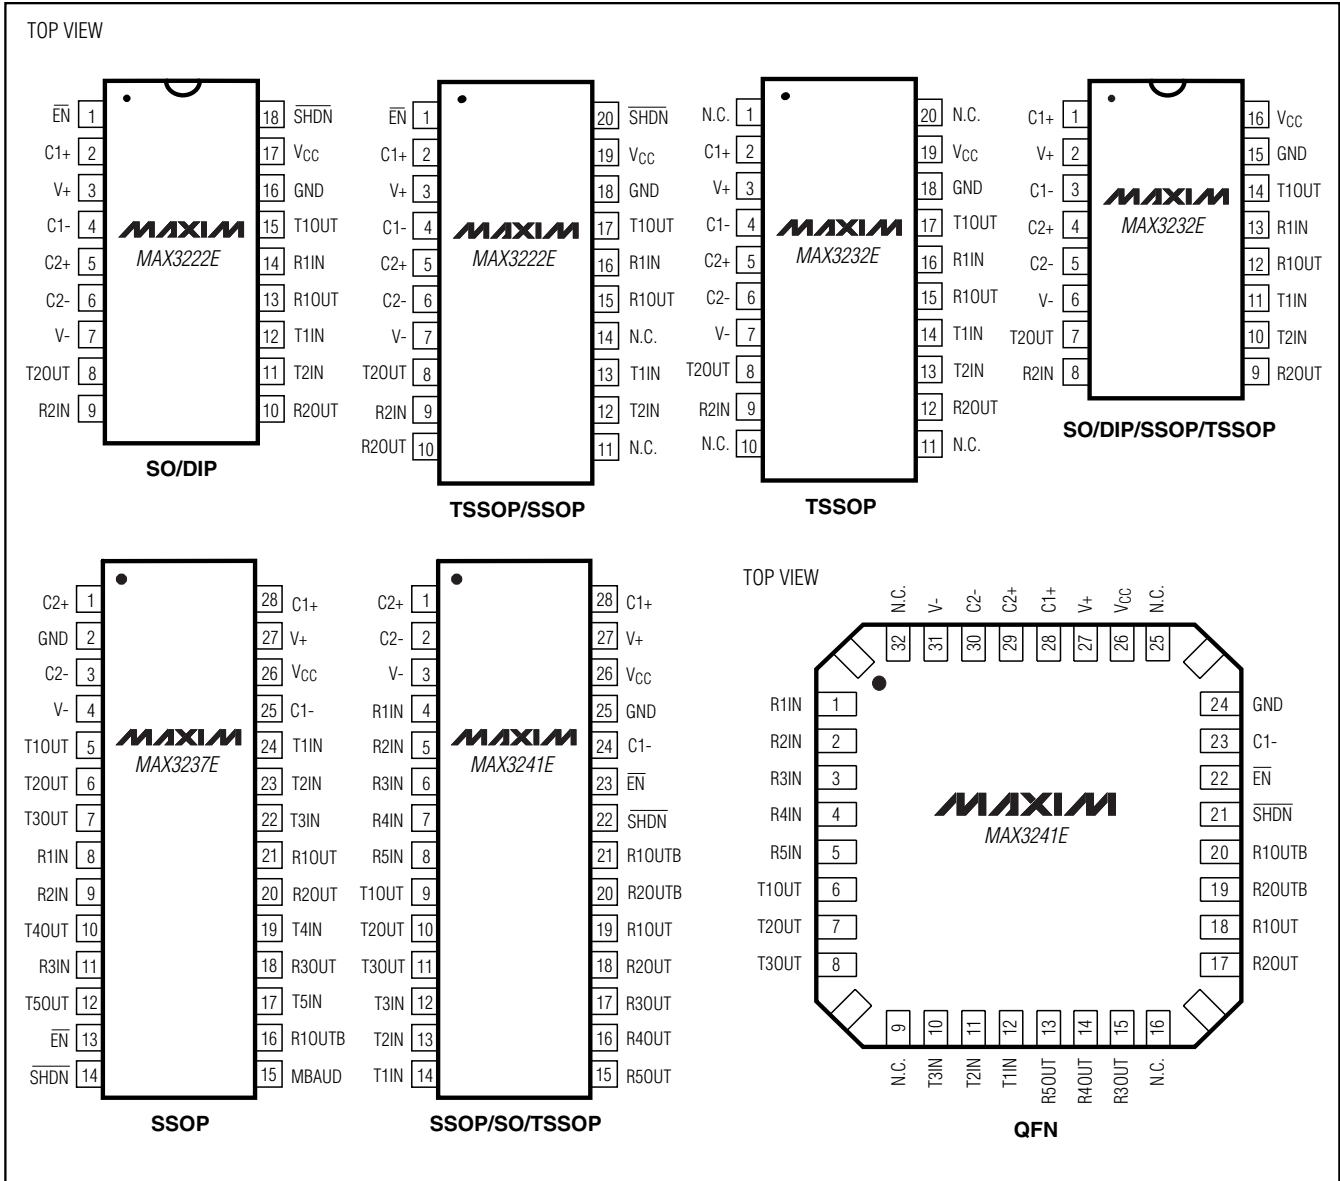 TOP VIEW
EN 1 18 SHDN
C1+ 2 17 VCC
V+ 3 16 GND
C1- 4 15 T1OUT
C2+ 5 14 R1IN
C2- 6 13 R1OUT
V- 7 12 T1IN
T2OUT 8 11 T2IN
R2IN 9 10 R2OUT
MAXIM
MAX3222E
SO/DIP
EN 1 20 SHDN
C1+ 2 19 VCC
V+ 3 18 GND
C1- 4 17 T1OUT
C2+ 5 16 R1IN
C2- 6 15 R1OUT
V- 7 14 N.C.
T2OUT 8 13 T1IN
R2IN 9 12 T2IN
R2OUT 10 11 N.C.
MAXIM
MAX3222E
TSSOP/SSOP
N.C. 1 20 N.C.
C1+ 2 19 VCC
V+ 3 18 GND
C1- 4 17 T1OUT
C2+ 5 16 R1IN
C2- 6 15 R1OUT
V- 7 14 T1IN
T2OUT 8 13 T2IN
R2IN 9 12 R2OUT
N.C. 10 11 N.C.
MAXIM
MAX3232E
TSSOP
C1+ 1 16 VCC
V+ 2 15 GND
C1- 3 14 T1OUT
C2+ 4 13 R1IN
C2- 5 12 R1OUT
V- 6 11 T1IN
T2OUT 7 10 T2IN
R2IN 8 9 R2OUT
MAXIM
MAX3232E
SO/DIP/SSOP/TSSOP
C2+ 1 28 C1+
GND 2 27 V+
C2- 3 26 VCC
V- 4 25 C1-
T1OUT 5 24 T1IN
T2OUT 6 23 T2IN
T3OUT 7 22 T3IN
R1IN 8 21 R1OUT
R2IN 9 20 R2OUT
T4OUT 10 19 T4IN
R3IN 11 18 R3OUT
T5OUT 12 17 T5IN
EN 13 16 R1OUTB
SHDN 14 15 MBAUD
MAXIM
MAX3237E
SSOP
C2+ 1 28 C1+
C2- 2 27 V+
V- 3 26 VCC
R1IN 4 25 GND
R2IN 5 24 C1-
R3IN 6 23 EN
R4IN 7 22 SHDN
R5IN 8 21 R1OUTB
T1OUT 9 20 R2OUTB
T2OUT 10 19 R1OUT
T3OUT 11 18 R2OUT
T3IN 12 17 R3OUT
T2IN 13 16 R4OUT
T1IN 14 15 R5OUT
MAXIM
MAX3241E
SSOP/SO/TSSOP
TOP VIEW
N.C. V- C2- C2+ C1+ V+ VCC N.C.
32 31 30 29 28 27 26 25
R1IN 1 24 GND
R2IN 2 23 C1-
R3IN 3 22 EN
R4IN 4 21 SHDN
R5IN 5 20 R1OUTB
T1OUT 6 19 R2OUTB
T2OUT 7 18 R1OUT
T3OUT 8 17 R2OUT
MAXIM
MAX3241E
9 10 11 12 13 14 15 16
N.C. T3IN T2IN T1IN R5OUT R4OUT R3OUT N.C.
QFN